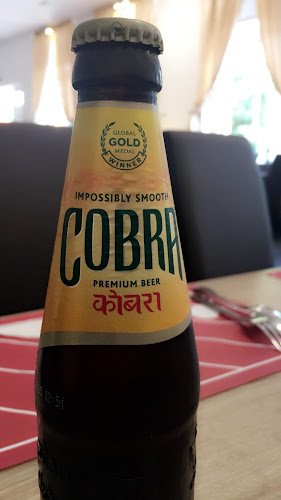 GLOBAL
GOLD
MEDAL
WINNER
IMPOSSIBLY SMOOTH
COBRA
PREMIUM BEER
कोबरा